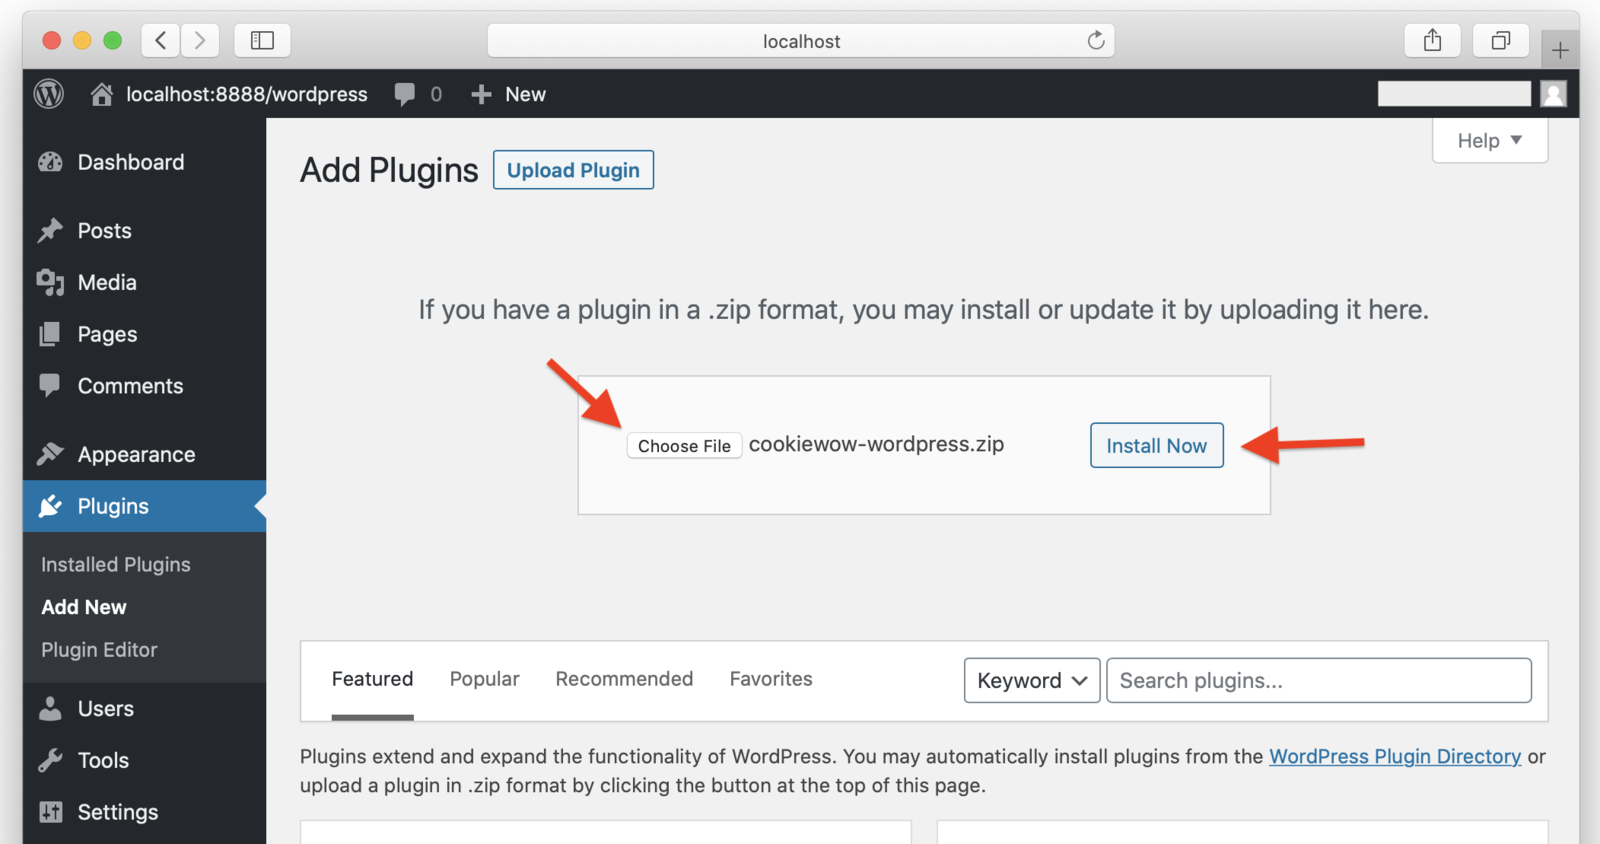 localhost
localhost:8888/wordpress 0 New
Help
Dashboard
Posts
Media
Pages
Comments
Appearance
Plugins
Installed Plugins
Add New
Plugin Editor
Users
Tools
Settings
Add Plugins Upload Plugin
If you have a plugin in a .zip format, you may install or update it by uploading it here.
Choose File cookiewow-wordpress.zip Install Now
Featured Popular Recommended Favorites Keyword Search plugins...
Plugins extend and expand the functionality of WordPress. You may automatically install plugins from the WordPress Plugin Directory or
upload a plugin in .zip format by clicking the button at the top of this page.